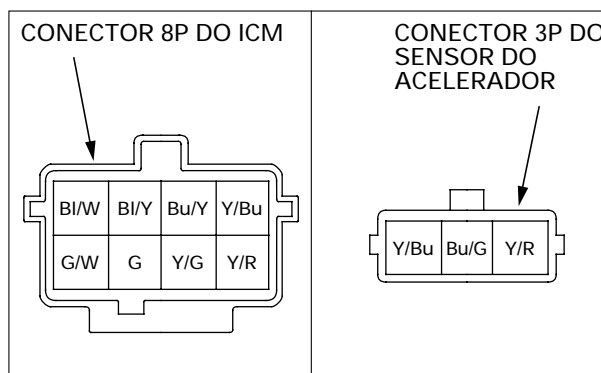 CONECTOR 8P DO ICM
Bl/W Bl/Y Bu/Y Y/Bu
G/W G Y/G Y/R
CONECTOR 3P DO
SENSOR DO
ACELERADOR
Y/Bu Bu/G Y/R